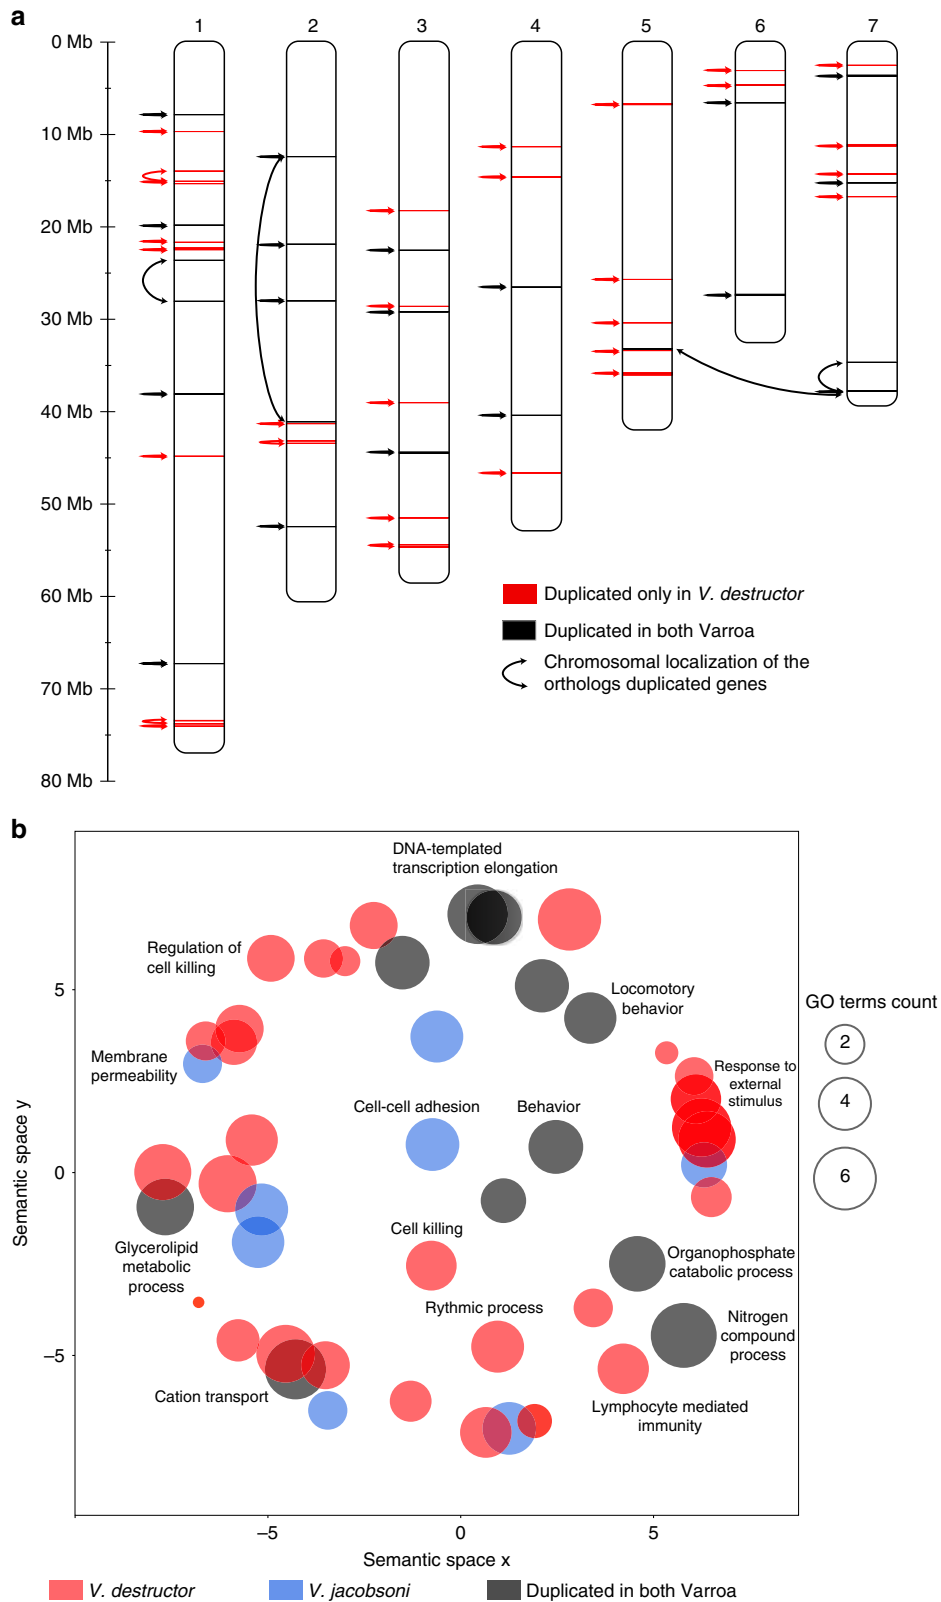 a
1 2 3 4 5 6 7
0 Mb
10 Mb
20 Mb
30 Mb
40 Mb
50 Mb
60 Mb
70 Mb
80 Mb
Duplicated only in V. destructor
Duplicated in both Varroa
Chromosomal localization of the
orthologs duplicated genes
b
DNA-templated
transcription elongation
Regulation of
cell killing
Locomotory
behavior
Membrane
permeability
Response to
external
stimulus
Cell-cell adhesion
Behavior
Glycerolipid
metabolic
process
Cell killing
Organophosphate
catabolic process
Rythmic process
Nitrogen
compound
process
Cation transport
Lymphocyte mediated
immunity
GO terms count
2
4
6
Semantic space y
5
0
−5
−5 0 5
Semantic space x
V. destructor
V. jacobsoni
Duplicated in both Varroa